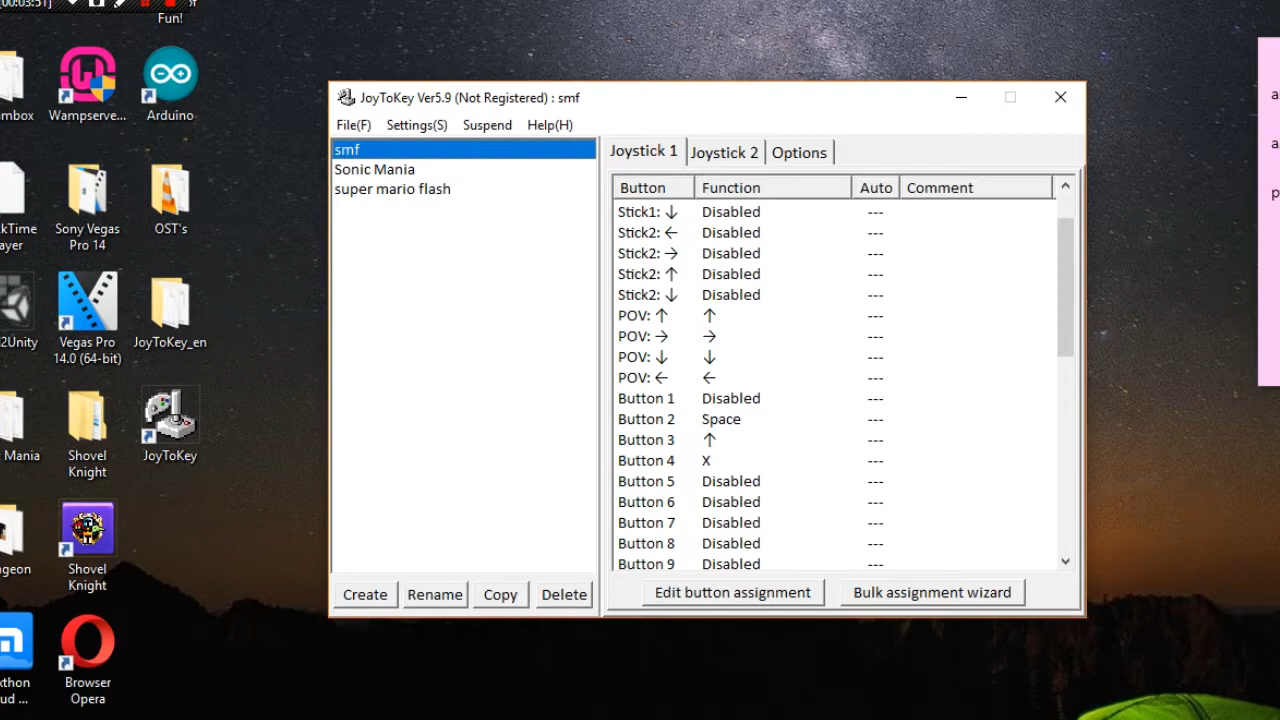 [00:03:51]
Fun!
mbox
Wampserve...
Arduino
kTime
ayer
Sony Vegas
Pro 14
OST's
2Unity
Vegas Pro
14.0 (64-bit)
JoyToKey_en
Mania
Shovel
Knight
JoyToKey
geon
Shovel
Knight
xthon
ud ...
Browser
Opera
JoyToKey Ver5.9 (Not Registered) : smf
File(F) Settings(S) Suspend Help(H)
smf
Sonic Mania
super mario flash
Create Rename Copy Delete
Joystick 1 Joystick 2 Options
Button Function Auto Comment
Stick1: ↓ Disabled ---
Stick2: ← Disabled ---
Stick2: → Disabled ---
Stick2: ↑ Disabled ---
Stick2: ↓ Disabled ---
POV: ↑ ↑ ---
POV: → → ---
POV: ↓ ↓ ---
POV: ← ← ---
Button 1 Disabled ---
Button 2 Space ---
Button 3 ↑ ---
Button 4 X ---
Button 5 Disabled ---
Button 6 Disabled ---
Button 7 Disabled ---
Button 8 Disabled ---
Button 9 Disabled ---
Edit button assignment Bulk assignment wizard
a
a
p